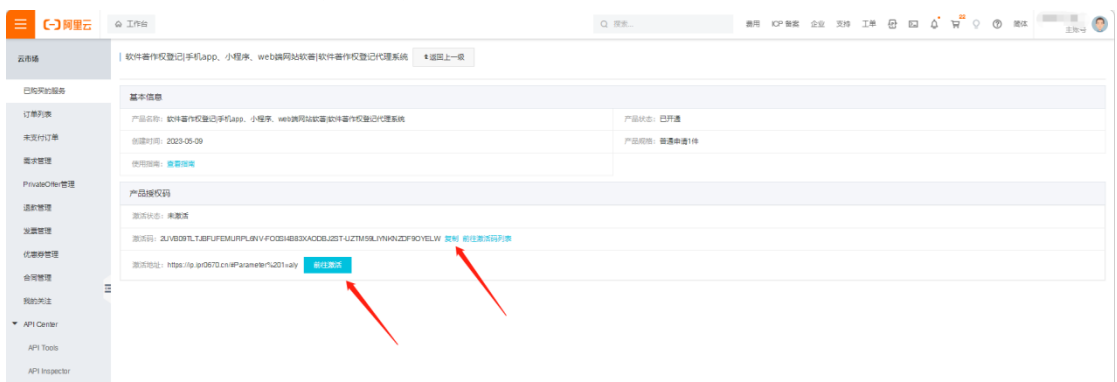 阿里云 工作台 搜索... 费用 ICP 备案 企业 支持 工单 简体
主账号
云市场
软件著作权登记|手机app、小程序、web端网站软著|软件著作权登记代理系统 返回上一级
已购买的服务
基本信息
订单列表
产品名称: 软件著作权登记|手机app、小程序、web端网站软著|软件著作权登记代理系统 产品状态: 已开通
未支付订单
创建时间: 2023-05-09 产品规格: 普通申请1件
需求管理
使用指南: 查看指南
PrivateOffer管理
产品授权码
退款管理
激活状态: 未激活
发票管理
激活码: 复制 前往激活码列表
优惠券管理
激活地址: https://ip.ipr0670.cn/#Parameter%201=aly 前往激活
合同管理
我的关注
API Center
API Tools
API Inspector